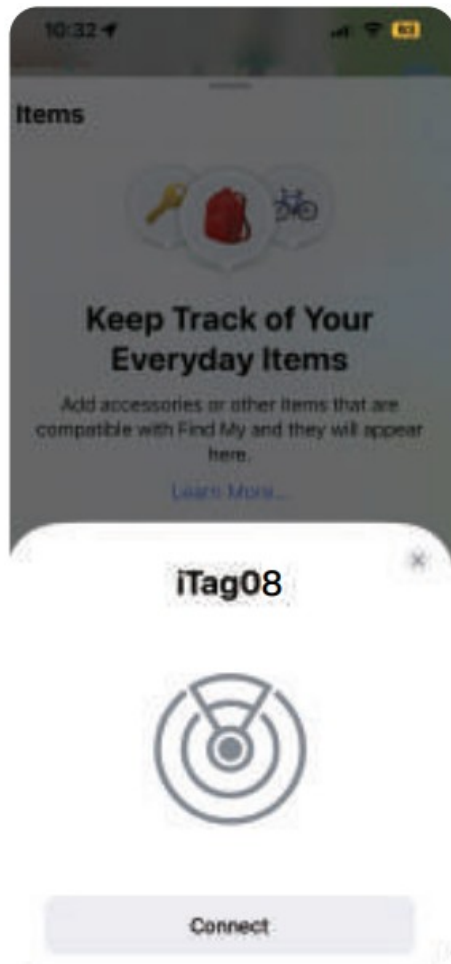 10:32
63
Items
Keep Track of Your
Everyday Items
Add accessories or other items that are
compatible with Find My and they will appear
here.
Learn More...
iTag08
Connect